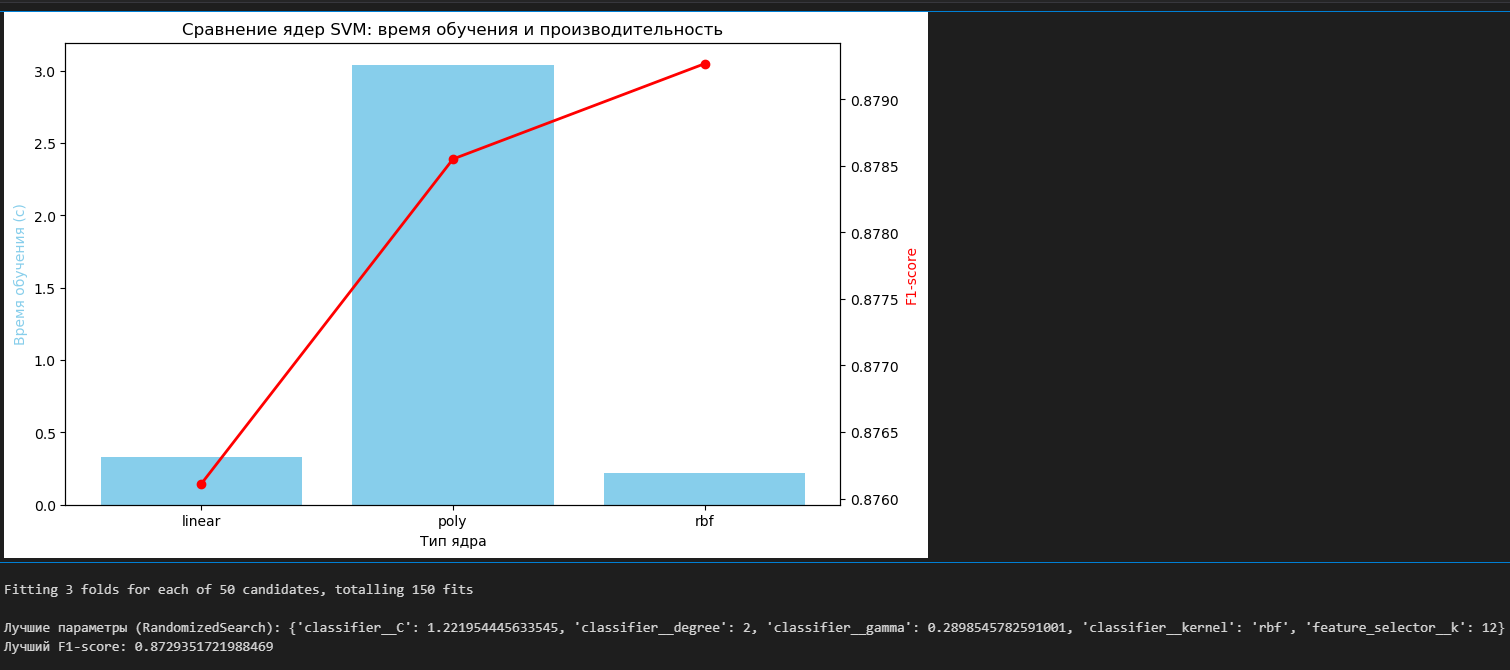 Сравнение ядер SVM: время обучения и производительность
3.0
2.5
2.0
1.5
1.0
0.5
0.0
Время обучения (с)
0.8790
0.8785
0.8780
0.8775
0.8770
0.8765
0.8760
F1-score
linear poly rbf
Тип ядра
Fitting 3 folds for each of 50 candidates, totalling 150 fits
Лучшие параметры (RandomizedSearch): {'classifier__C': 1.221954445633545, 'classifier__degree': 2, 'classifier__gamma': 0.2898545782591001, 'classifier__kernel': 'rbf', 'feature_selector__k': 12}
Лучший F1-score: 0.8729351721988469